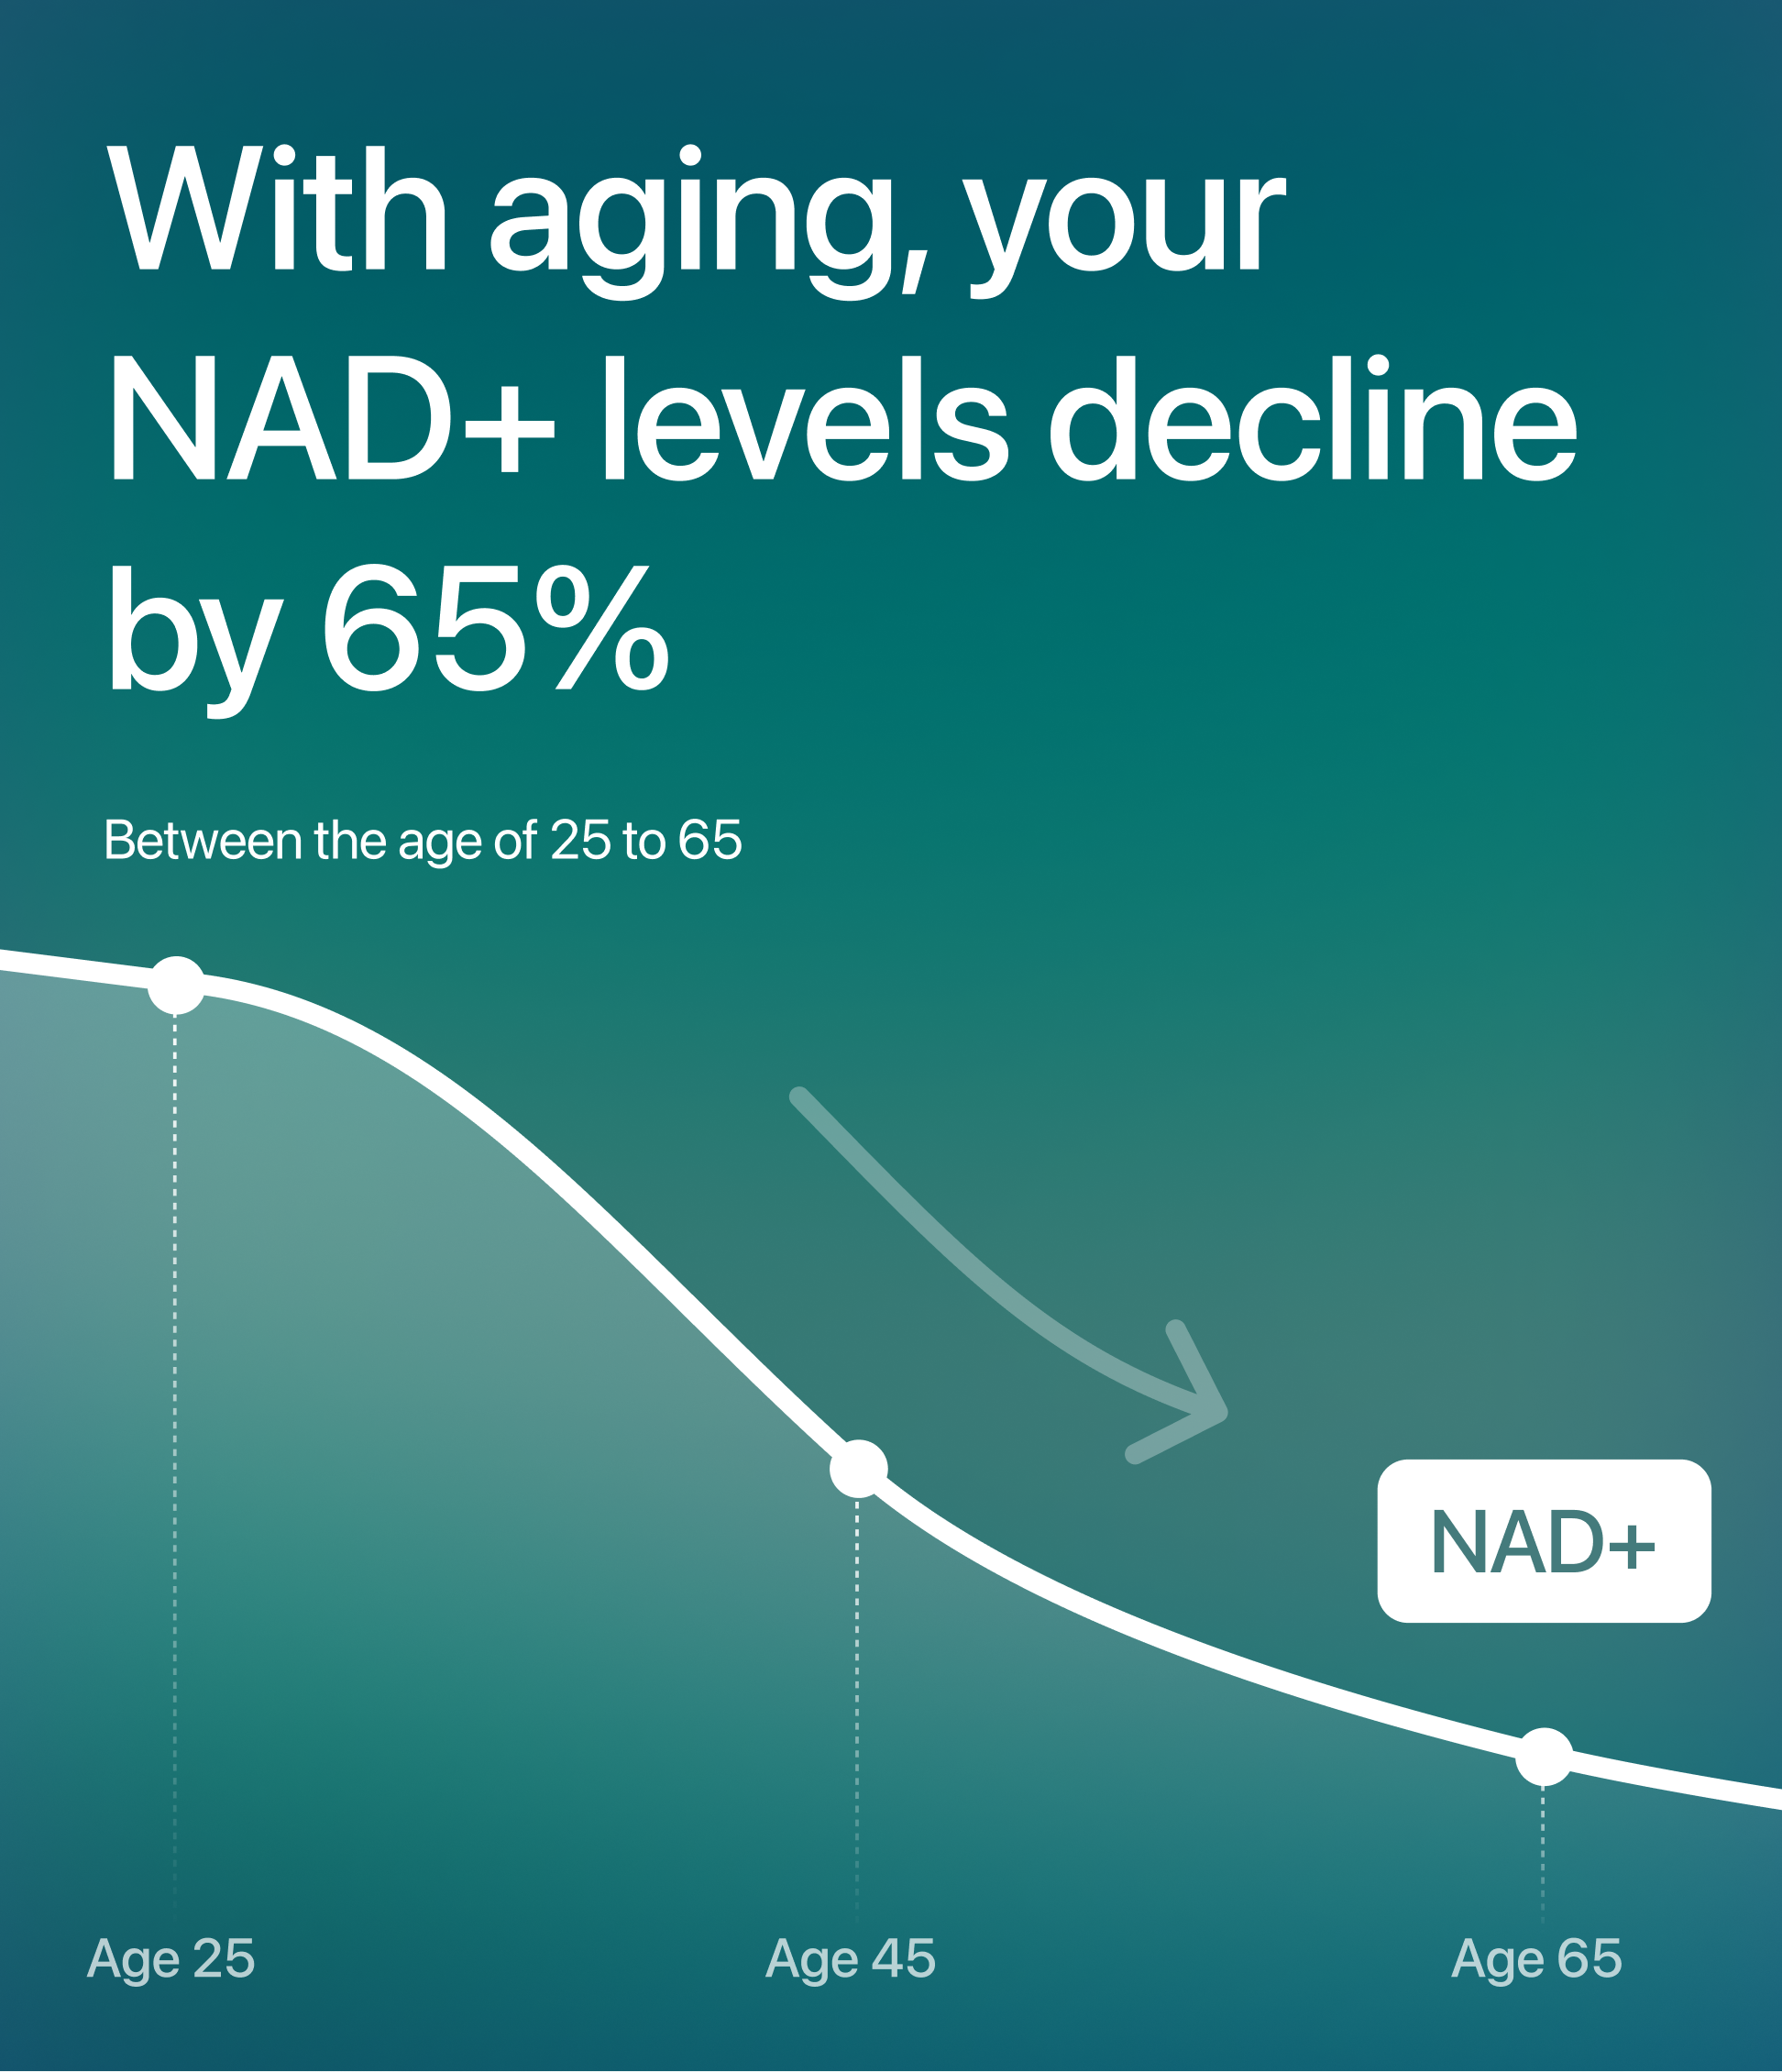 With aging, your
NAD+ levels decline
by 65%
Between the age of 25 to 65
NAD+
Age 25
Age 45
Age 65